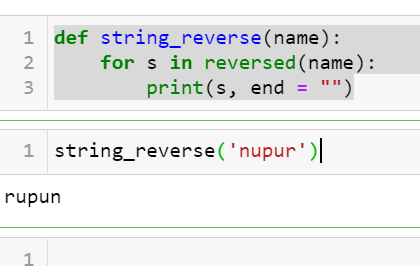 1 def string_reverse(name):
2     for s in reversed(name):
3         print(s, end = "")
1 string_reverse('nupur')
rupun
1